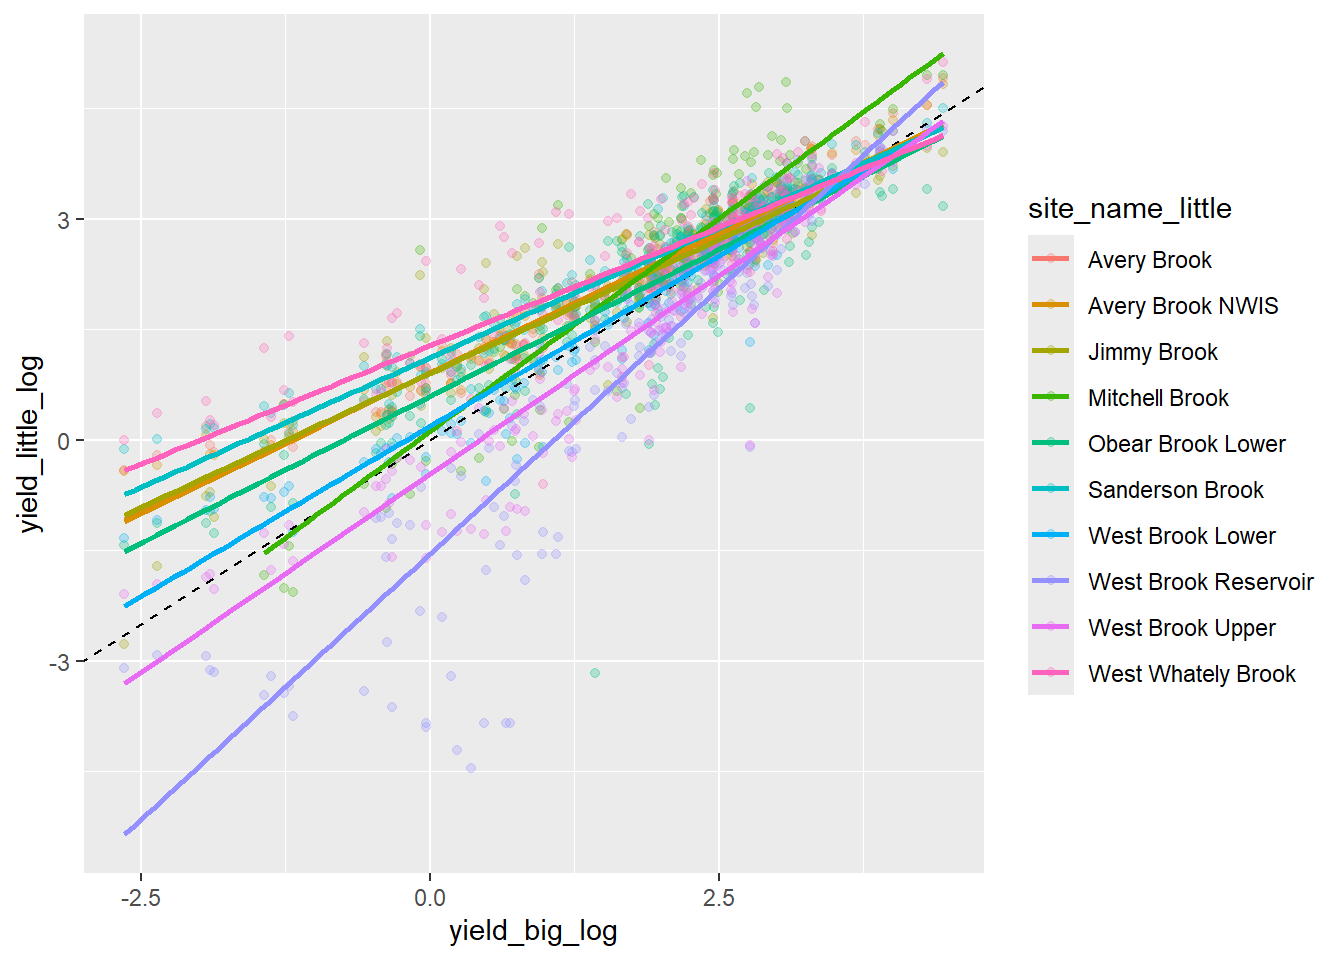 yield_little_log
3
0
-3
-2.5
0.0
2.5
yield_big_log
site_name_little
Avery Brook
Avery Brook NWIS
Jimmy Brook
Mitchell Brook
Obear Brook Lower
Sanderson Brook
West Brook Lower
West Brook Reservoir
West Brook Upper
West Whately Brook